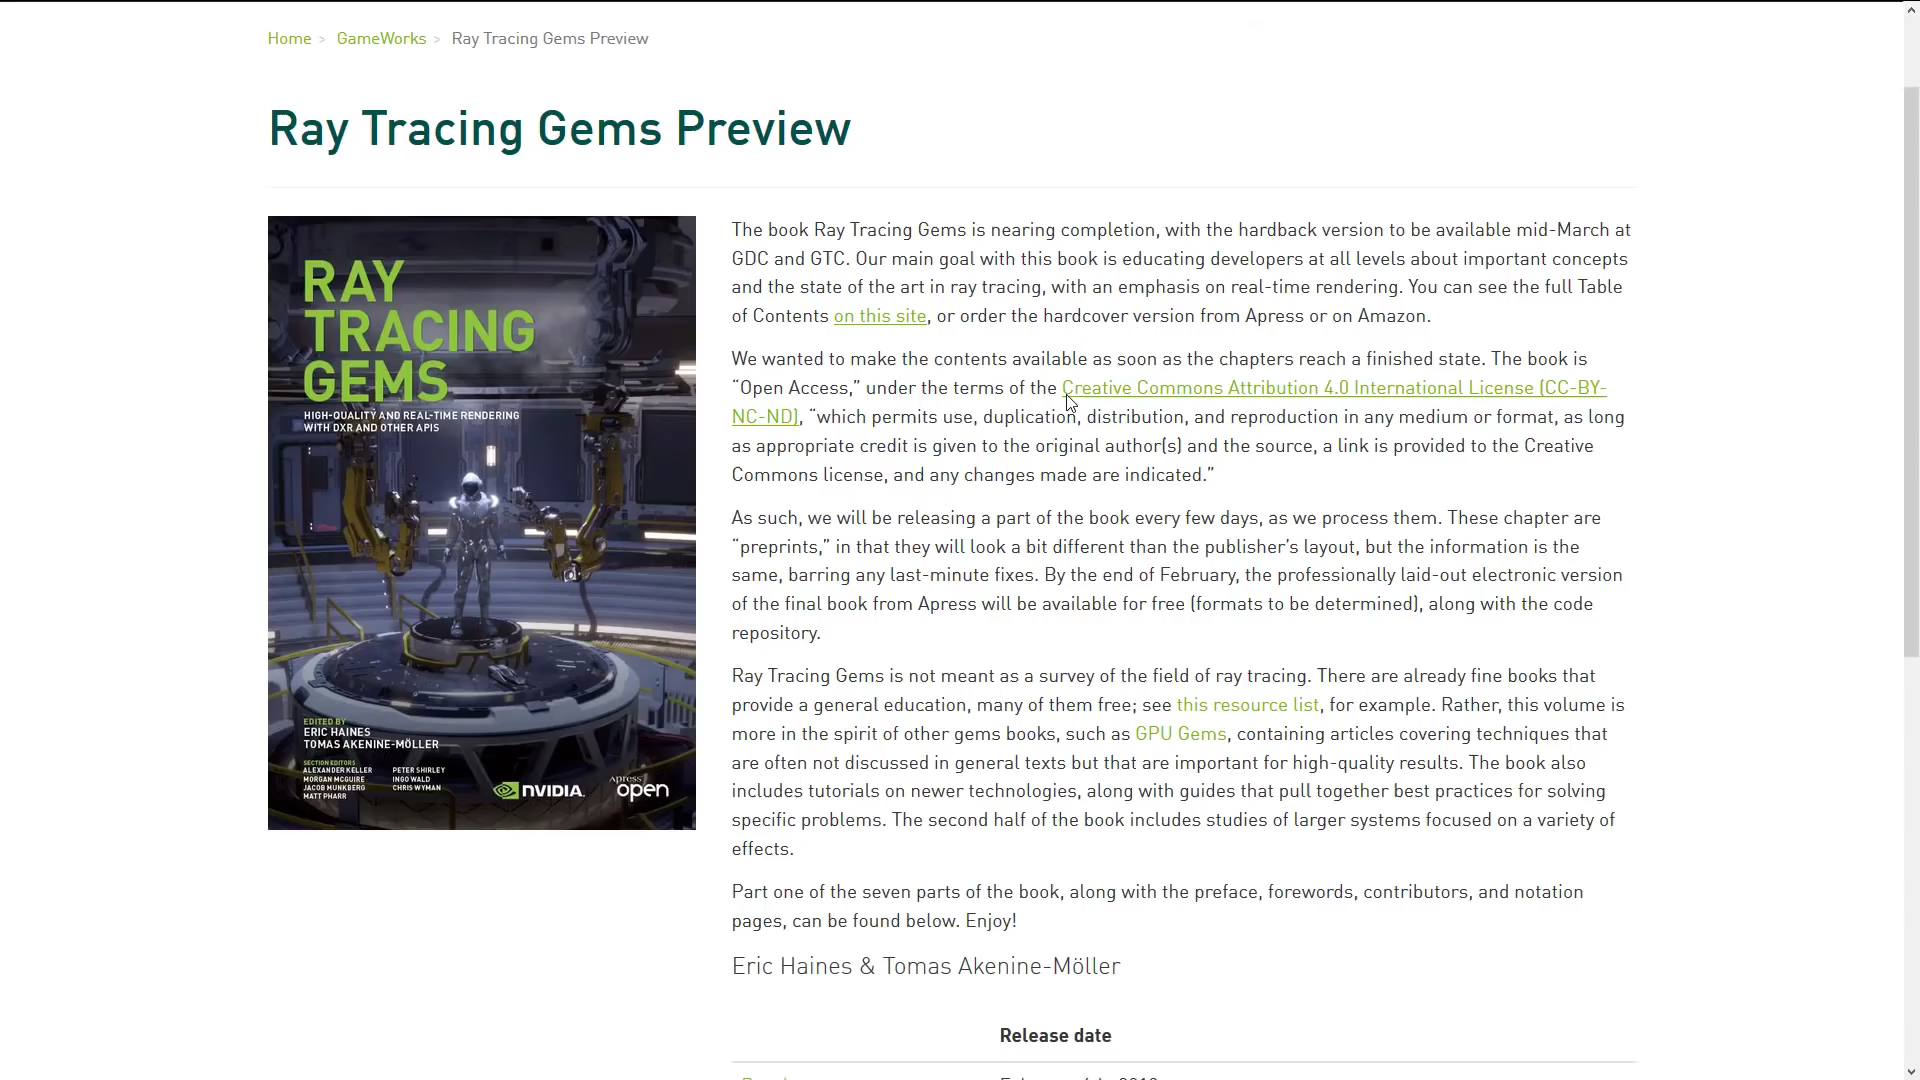 Home > GameWorks > Ray Tracing Gems Preview
Ray Tracing Gems Preview
RAY
TRACING
GEMS
HIGH-QUALITY AND REAL-TIME RENDERING
WITH DXR AND OTHER APIS
EDITED BY
ERIC HAINES
TOMAS AKENINE-MÖLLER
SECTION EDITORS
ALEXANDER KELLER
MORGAN MCGUIRE
JACOB MUNKBERG
MATT PHARR
PETER SHIRLEY
INGO WALD
CHRIS WYMAN
NVIDIA.
Apress
open
The book Ray Tracing Gems is nearing completion, with the hardback version to be available mid-March at
GDC and GTC. Our main goal with this book is educating developers at all levels about important concepts
and the state of the art in ray tracing, with an emphasis on real-time rendering. You can see the full Table
of Contents on this site, or order the hardcover version from Apress or on Amazon.
We wanted to make the contents available as soon as the chapters reach a finished state. The book is
“Open Access,” under the terms of the Creative Commons Attribution 4.0 International License (CC-BY-
NC-ND), “which permits use, duplication, distribution, and reproduction in any medium or format, as long
as appropriate credit is given to the original author(s) and the source, a link is provided to the Creative
Commons license, and any changes made are indicated.”
As such, we will be releasing a part of the book every few days, as we process them. These chapter are
“preprints,” in that they will look a bit different than the publisher’s layout, but the information is the
same, barring any last-minute fixes. By the end of February, the professionally laid-out electronic version
of the final book from Apress will be available for free (formats to be determined), along with the code
repository.
Ray Tracing Gems is not meant as a survey of the field of ray tracing. There are already fine books that
provide a general education, many of them free; see this resource list, for example. Rather, this volume is
more in the spirit of other gems books, such as GPU Gems, containing articles covering techniques that
are often not discussed in general texts but that are important for high-quality results. The book also
includes tutorials on newer technologies, along with guides that pull together best practices for solving
specific problems. The second half of the book includes studies of larger systems focused on a variety of
effects.
Part one of the seven parts of the book, along with the preface, forewords, contributors, and notation
pages, can be found below. Enjoy!
Eric Haines & Tomas Akenine-Möller
Release date